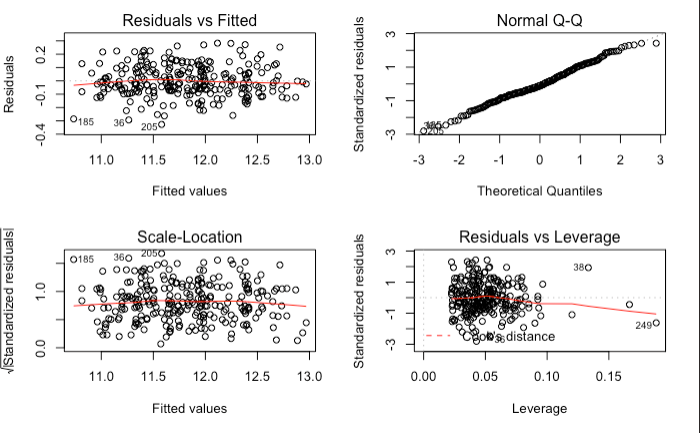 Residuals vs Fitted
Residuals
0.2
-0.1
-0.4
185
36
205
11.0 11.5 12.0 12.5 13.0
Fitted values
Normal Q-Q
Standardized residuals
3
1
-1
-3
205
-3 -2 -1 0 1 2 3
Theoretical Quantiles
Scale-Location
√|Standardized residuals|
1.0
0.0
185
36
205
11.0 11.5 12.0 12.5 13.0
Fitted values
Residuals vs Leverage
Standardized residuals
3
1
-1
-3
38
249
Cook's distance
36
0.00 0.05 0.10 0.15
Leverage